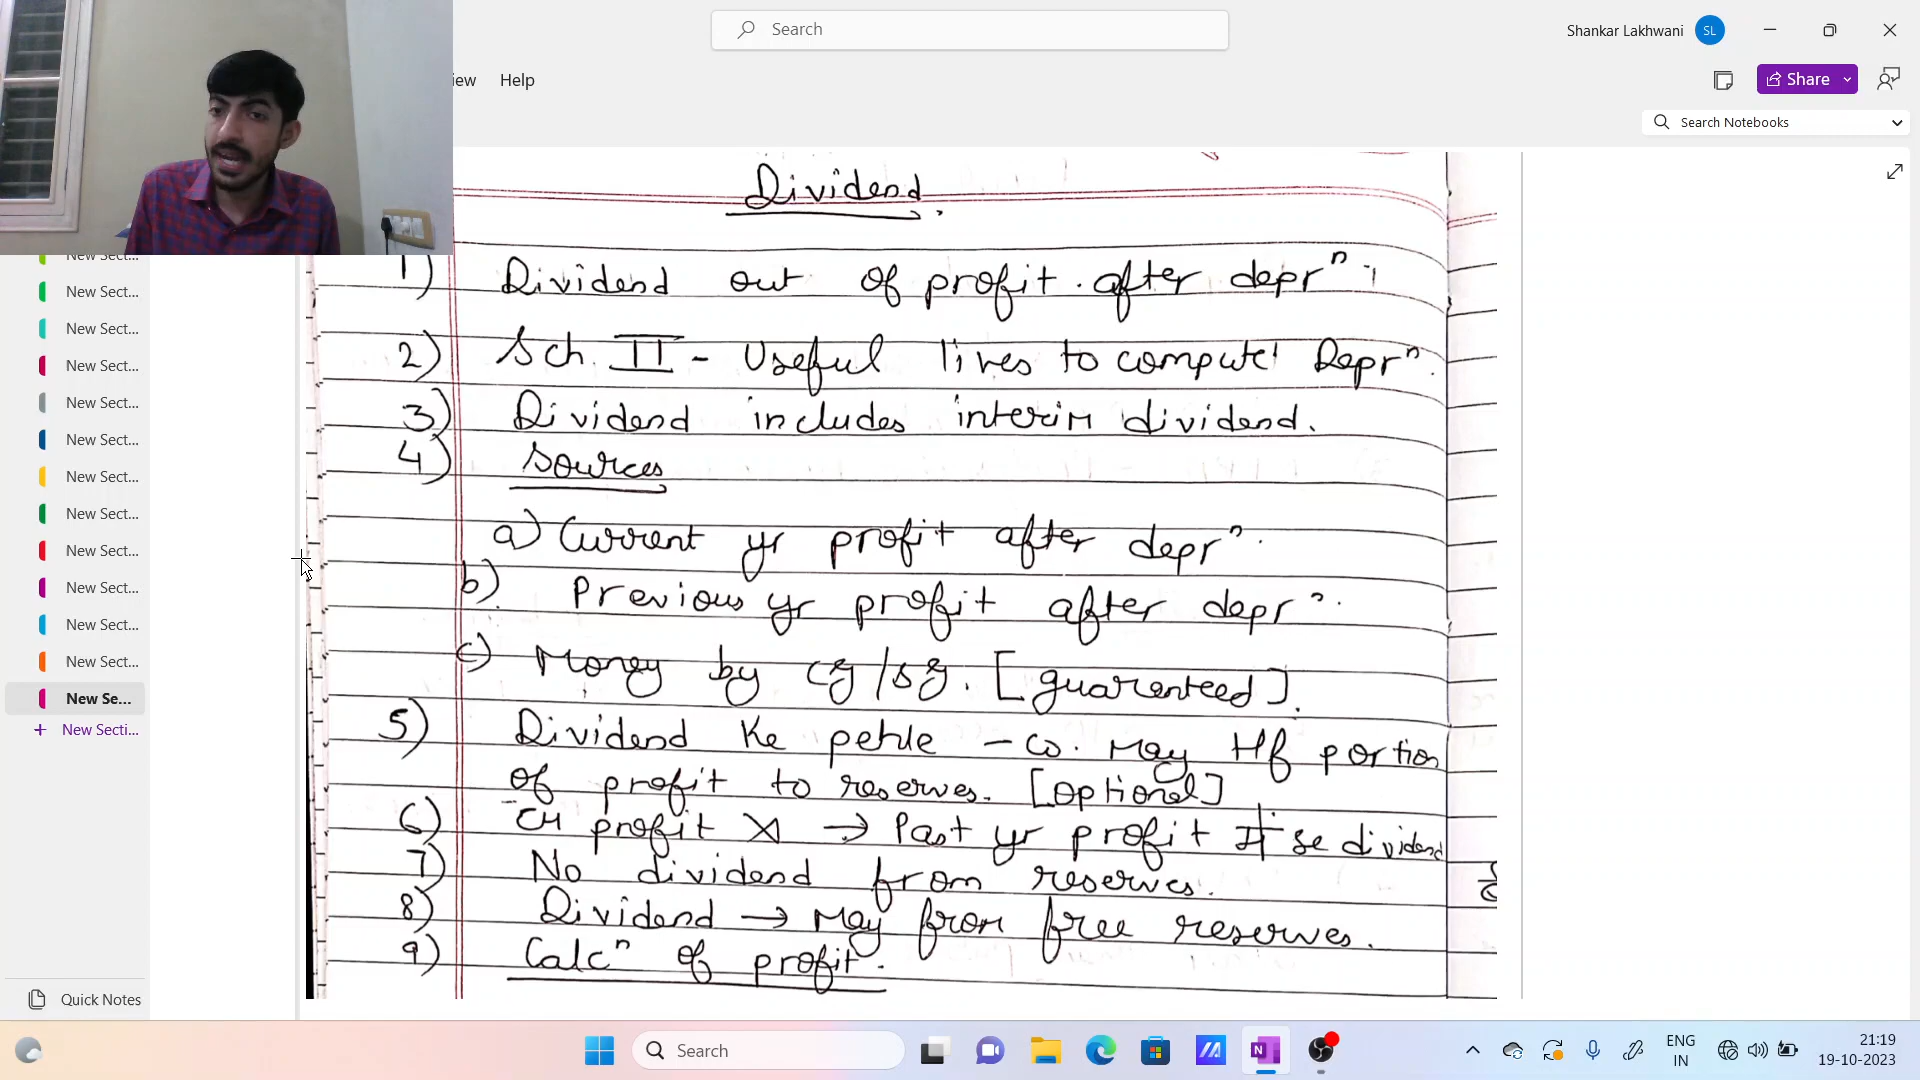 Search
Shankar Lakhwani
SL
iew
Help
Share
Search Notebooks
Dividend
1) Dividend out of profit after deprⁿ
2) Sch. II - Useful lives to compute Deprⁿ.
3) Dividend includes interim dividend.
4) Sources
a) Current yr profit after deprⁿ.
b) Previous yr profit after deprⁿ.
c) Money by CG/SG. [guarenteed].
5) Dividend Ke pehle - Co. May Hf portion
of profit to reserves. [Optional]
6) CY profit X → Past yr profit में se dividend
7) No dividend from reserves.
8) Dividend → May from free reserves.
9) Calcⁿ of profit.
New Sect...
New Sect...
New Sect...
New Sect...
New Sect...
New Sect...
New Sect...
New Sect...
New Sect...
New Sect...
New Sect...
New Sect...
New Se...
+ New Secti...
Quick Notes
Search
ENG
IN
21:19
19-10-2023